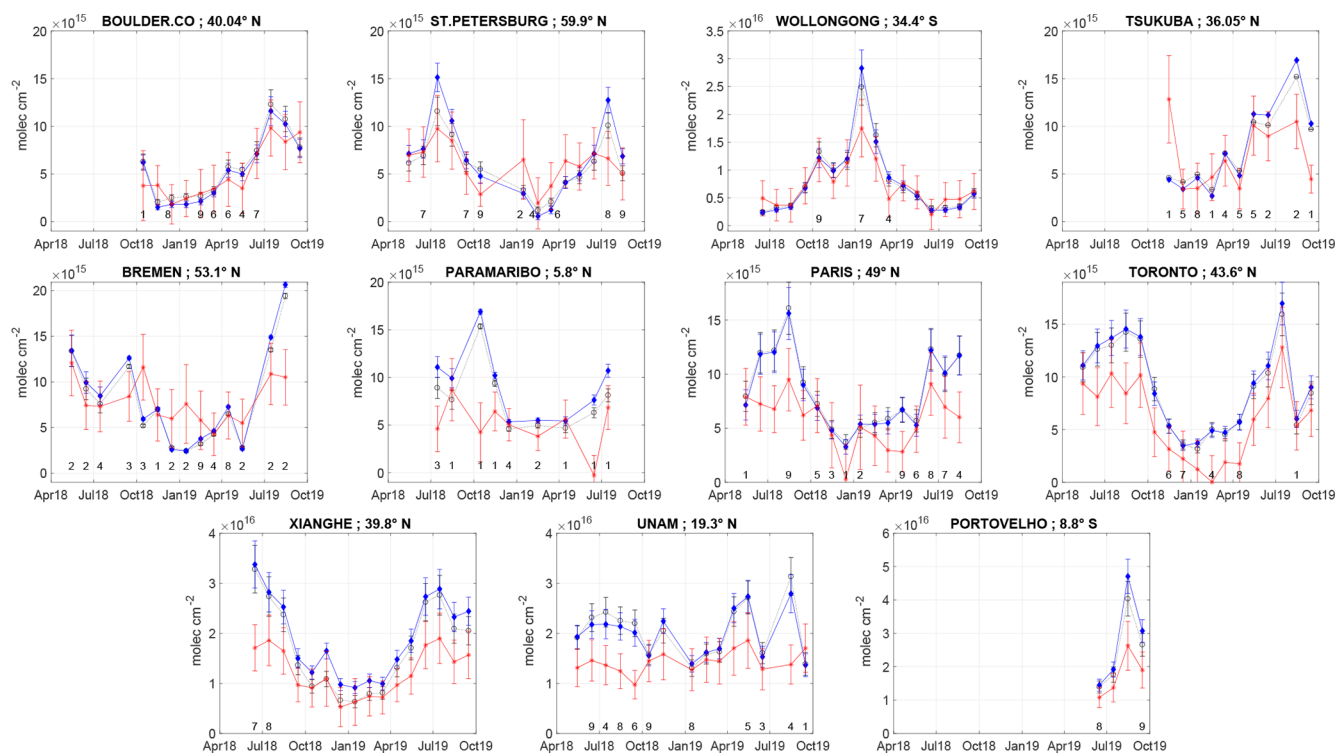 BOULDER.CO ; 40.04° N
20 × 10^15
15
10
5
0
molec cm-2
1 8 9 6 6 4 7
Apr18 Jul18 Oct18 Jan19 Apr19 Jul19 Oct19
ST.PETERSBURG ; 59.9° N
20 × 10^15
15
10
5
0
molec cm-2
7 7 9 2 4 6 8 9
Apr18 Jul18 Oct18 Jan19 Apr19 Jul19 Oct19
WOLLONGONG ; 34.4° S
3.5 × 10^16
3
2.5
2
1.5
1
0.5
0
molec cm-2
9 7 4
Apr18 Jul18 Oct18 Jan19 Apr19 Jul19 Oct19
TSUKUBA ; 36.05° N
20 × 10^15
15
10
5
0
molec cm-2
1 5 8 1 4 5 5 2 2 1
Apr18 Jul18 Oct18 Jan19 Apr19 Jul19 Oct19
BREMEN ; 53.1° N
20 × 10^15
15
10
5
0
molec cm-2
2 2 4 3 3 1 2 2 9 4 8 2 2 2
Apr18 Jul18 Oct18 Jan19 Apr19 Jul19 Oct19
PARAMARIBO ; 5.8° N
20 × 10^15
15
10
5
0
molec cm-2
3 1 1 1 4 2 1 1 1
Apr18 Jul18 Oct18 Jan19 Apr19 Jul19 Oct19
PARIS ; 49° N
× 10^15
15
10
5
0
molec cm-2
1 9 5 3 1 2 4 6 8 7 4
Apr18 Jul18 Oct18 Jan19 Apr19 Jul19 Oct19
TORONTO ; 43.6° N
× 10^15
15
10
5
0
molec cm-2
6 7 4 8 1
Apr18 Jul18 Oct18 Jan19 Apr19 Jul19 Oct19
XIANGHE ; 39.8° N
4 × 10^16
3
2
1
0
molec cm-2
7 8
Apr18 Jul18 Oct18 Jan19 Apr19 Jul19 Oct19
UNAM ; 19.3° N
4 × 10^16
3
2
1
0
molec cm-2
9 4 8 6 9 8 5 3 4 1
Apr18 Jul18 Oct18 Jan19 Apr19 Jul19 Oct19
PORTOVELHO ; 8.8° S
6 × 10^16
5
4
3
2
1
0
molec cm-2
8 9
Apr18 Jul18 Oct18 Jan19 Apr19 Jul19 Oct19